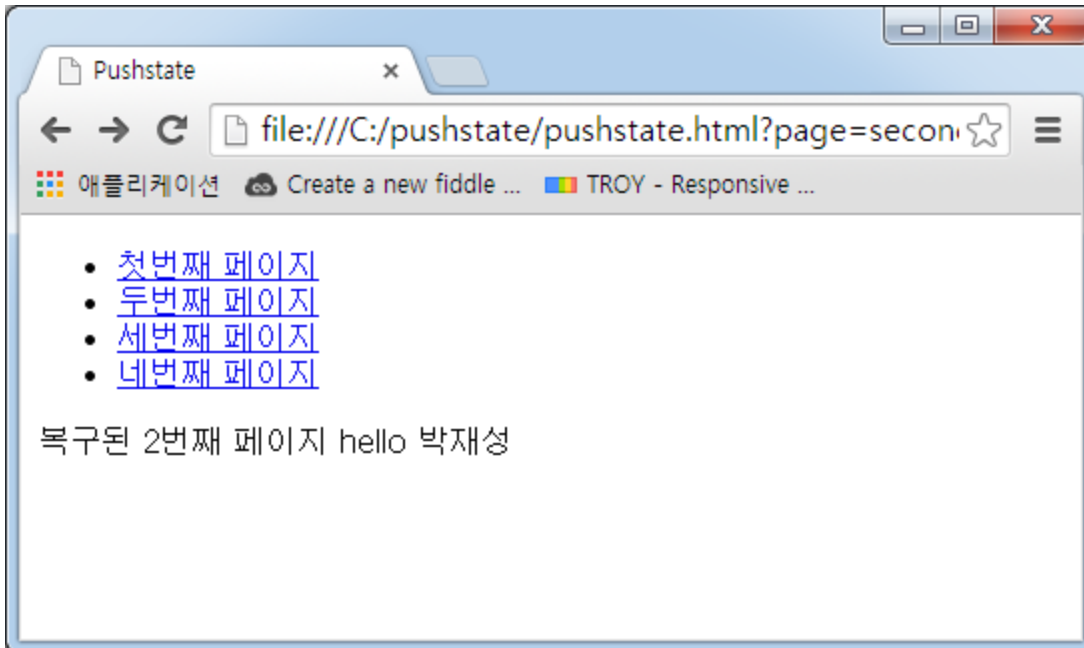 Pushstate
file:///C:/pushstate/pushstate.html?page=secon
애플리케이션 Create a new fiddle ... TROY - Responsive ...
첫번째 페이지
두번째 페이지
세번째 페이지
네번째 페이지
복구된 2번째 페이지 hello 박재성